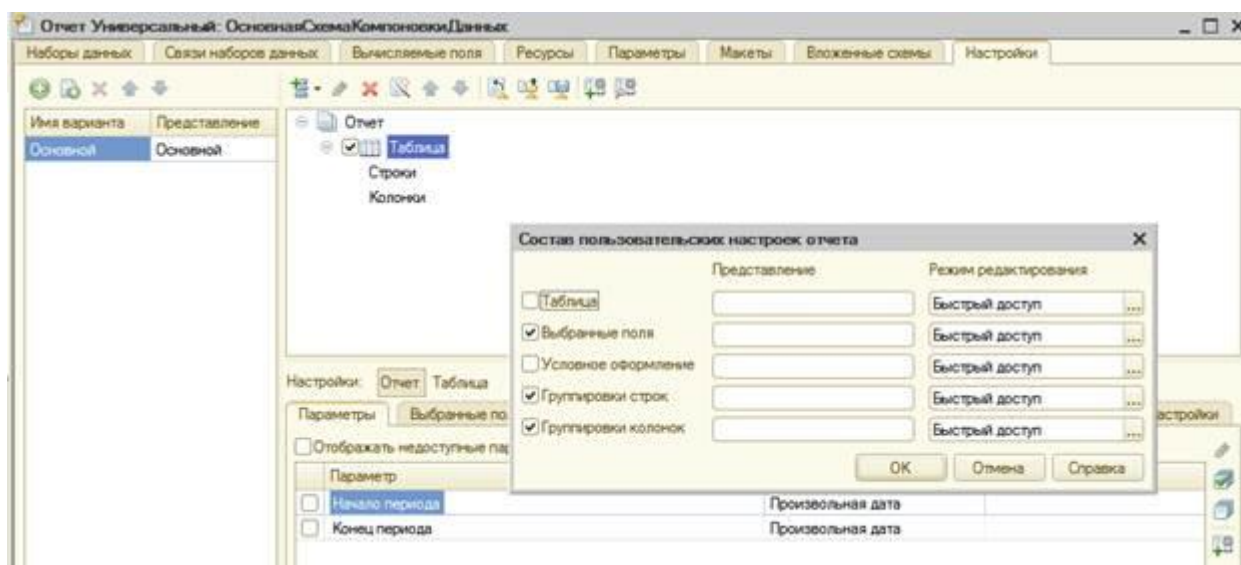 Отчет Универсальный: ОсновнаяСхемаКомпоновкиДанных
Наборы данных Связи наборов данных Вычисляемые поля Ресурсы Параметры Макеты Вложенные схемы Настройки
Имя варианта Представление
Основной Основной
Отчет
Таблица
Строки
Колонки
Состав пользовательских настроек отчета
Представление Режим редактирования
Таблица Быстрый доступ ...
Выбранные поля Быстрый доступ ...
Условное оформление Быстрый доступ ...
Группировки строк Быстрый доступ ...
Группировки колонок Быстрый доступ ...
OK Отмена Справка
Настройки: Отчет Таблица
Параметры Выбранные по астройки
Отображать недоступные пар
Параметр
Начало периода Произвольная дата
Конец периода Произвольная дата